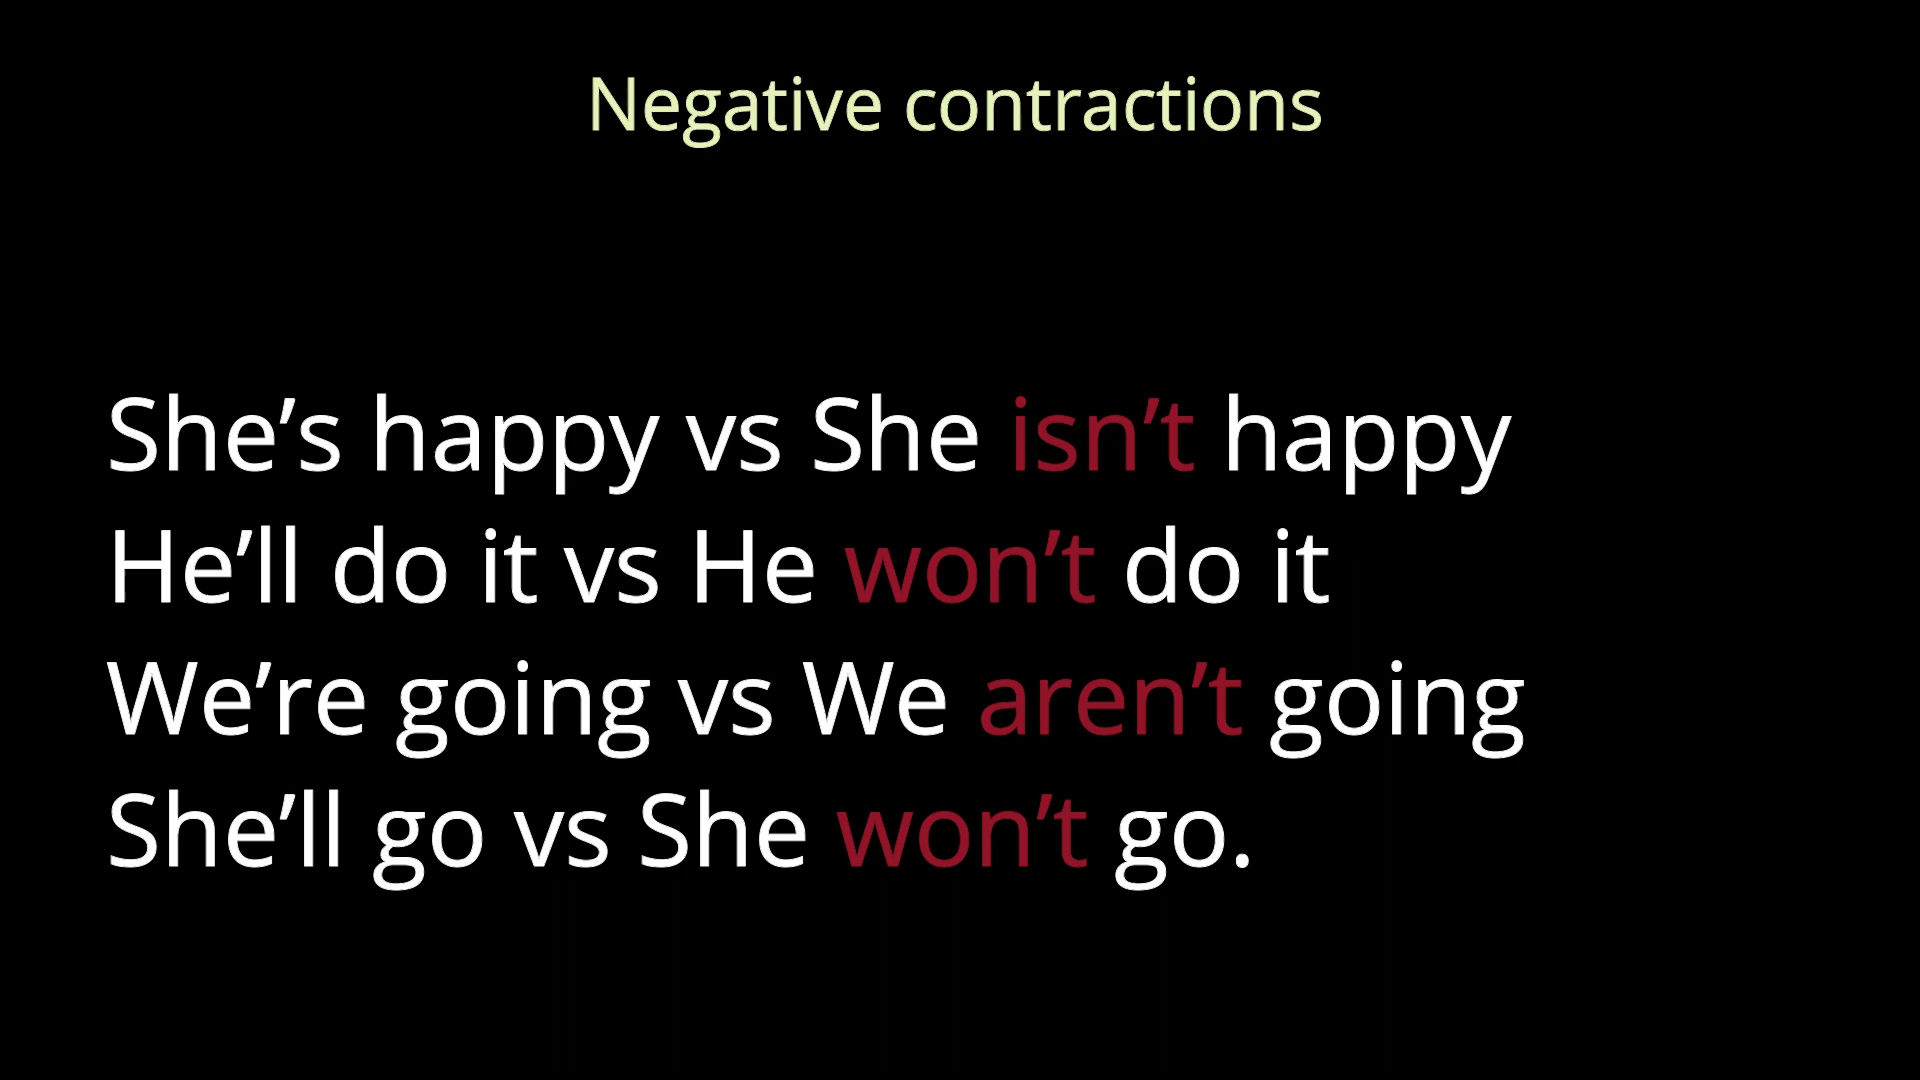 Negative contractions
She’s happy vs She isn’t happy
He’ll do it vs He won’t do it
We’re going vs We aren’t going
She’ll go vs She won’t go.